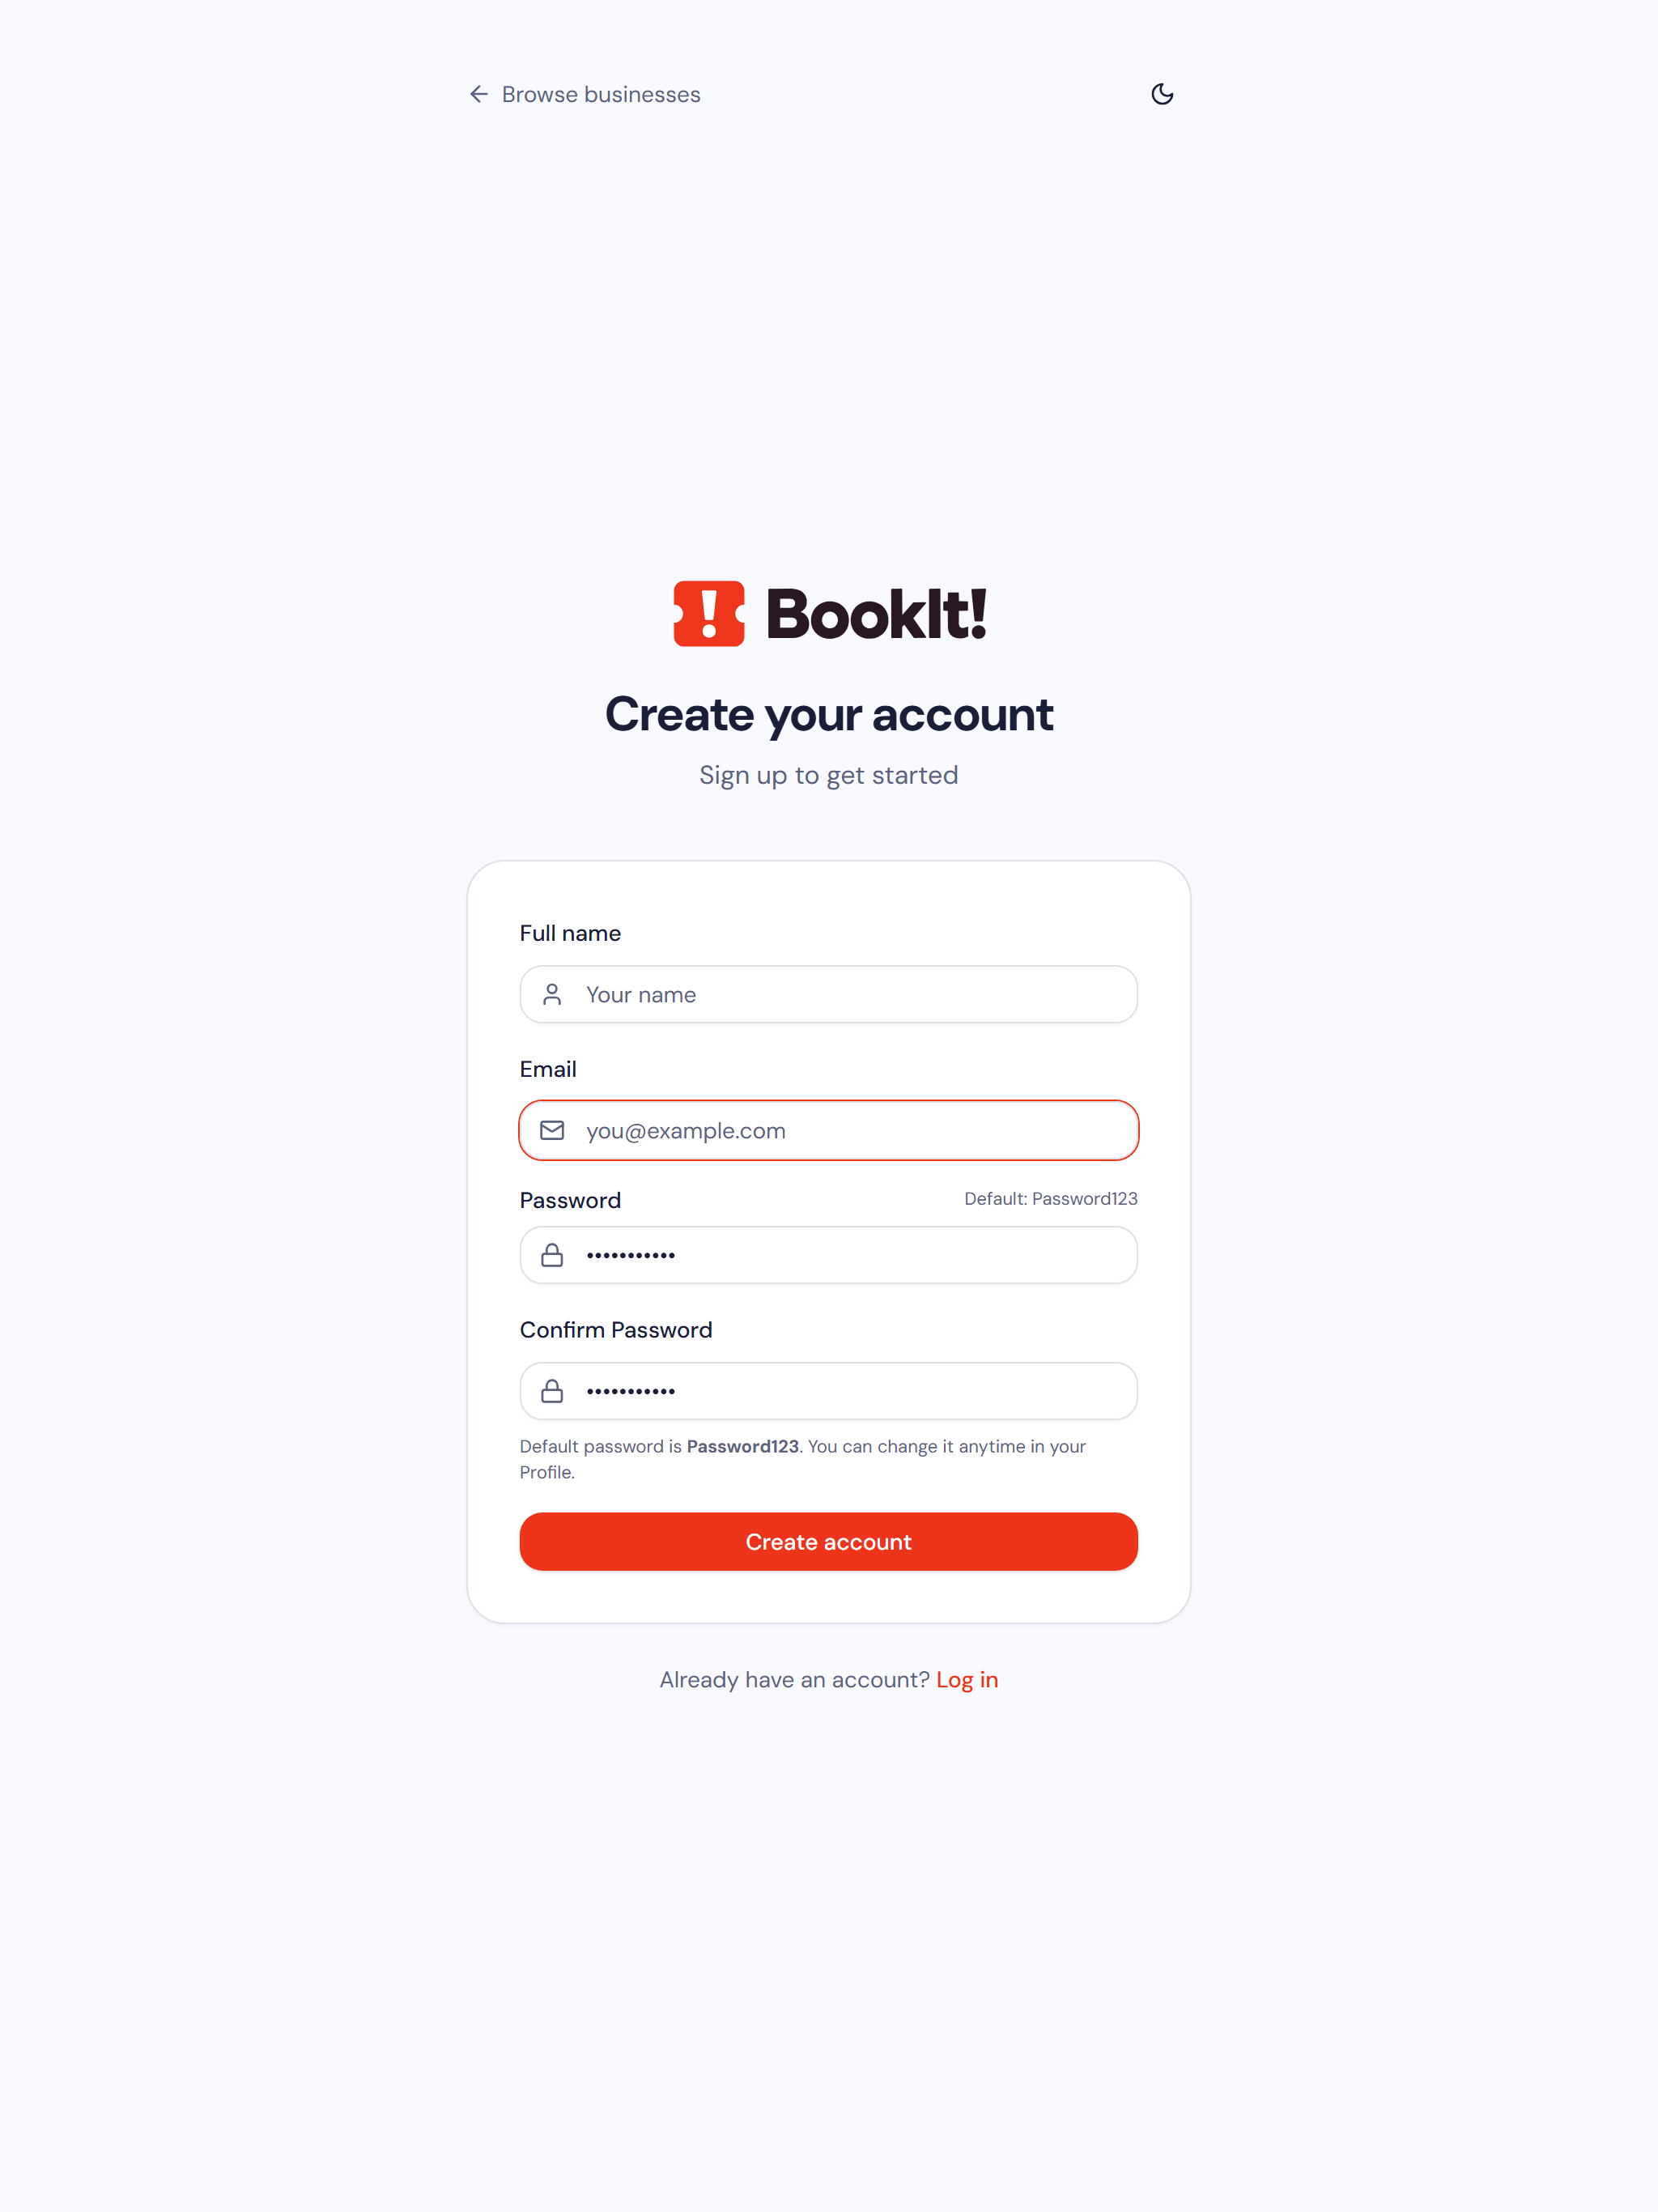 Browse businesses
! BookIt!
Create your account
Sign up to get started
Full name
Your name
Email
you@example.com
Password Default: Password123
•••••••••••
Confirm Password
•••••••••••
Default password is Password123. You can change it anytime in your
Profile.
Create account
Already have an account? Log in